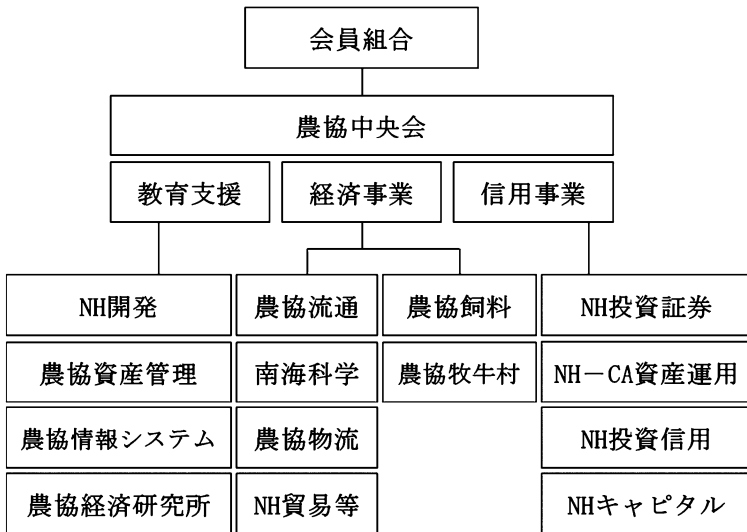 会員組合
農協中央会
教育支援
経済事業
信用事業
NH開発
農協流通
農協飼料
NH投資証券
農協資産管理
南海科学
農協牧牛村
NH－CA資産運用
農協情報システム
農協物流
NH投資信用
農協経済研究所
NH貿易等
NHキャピタル